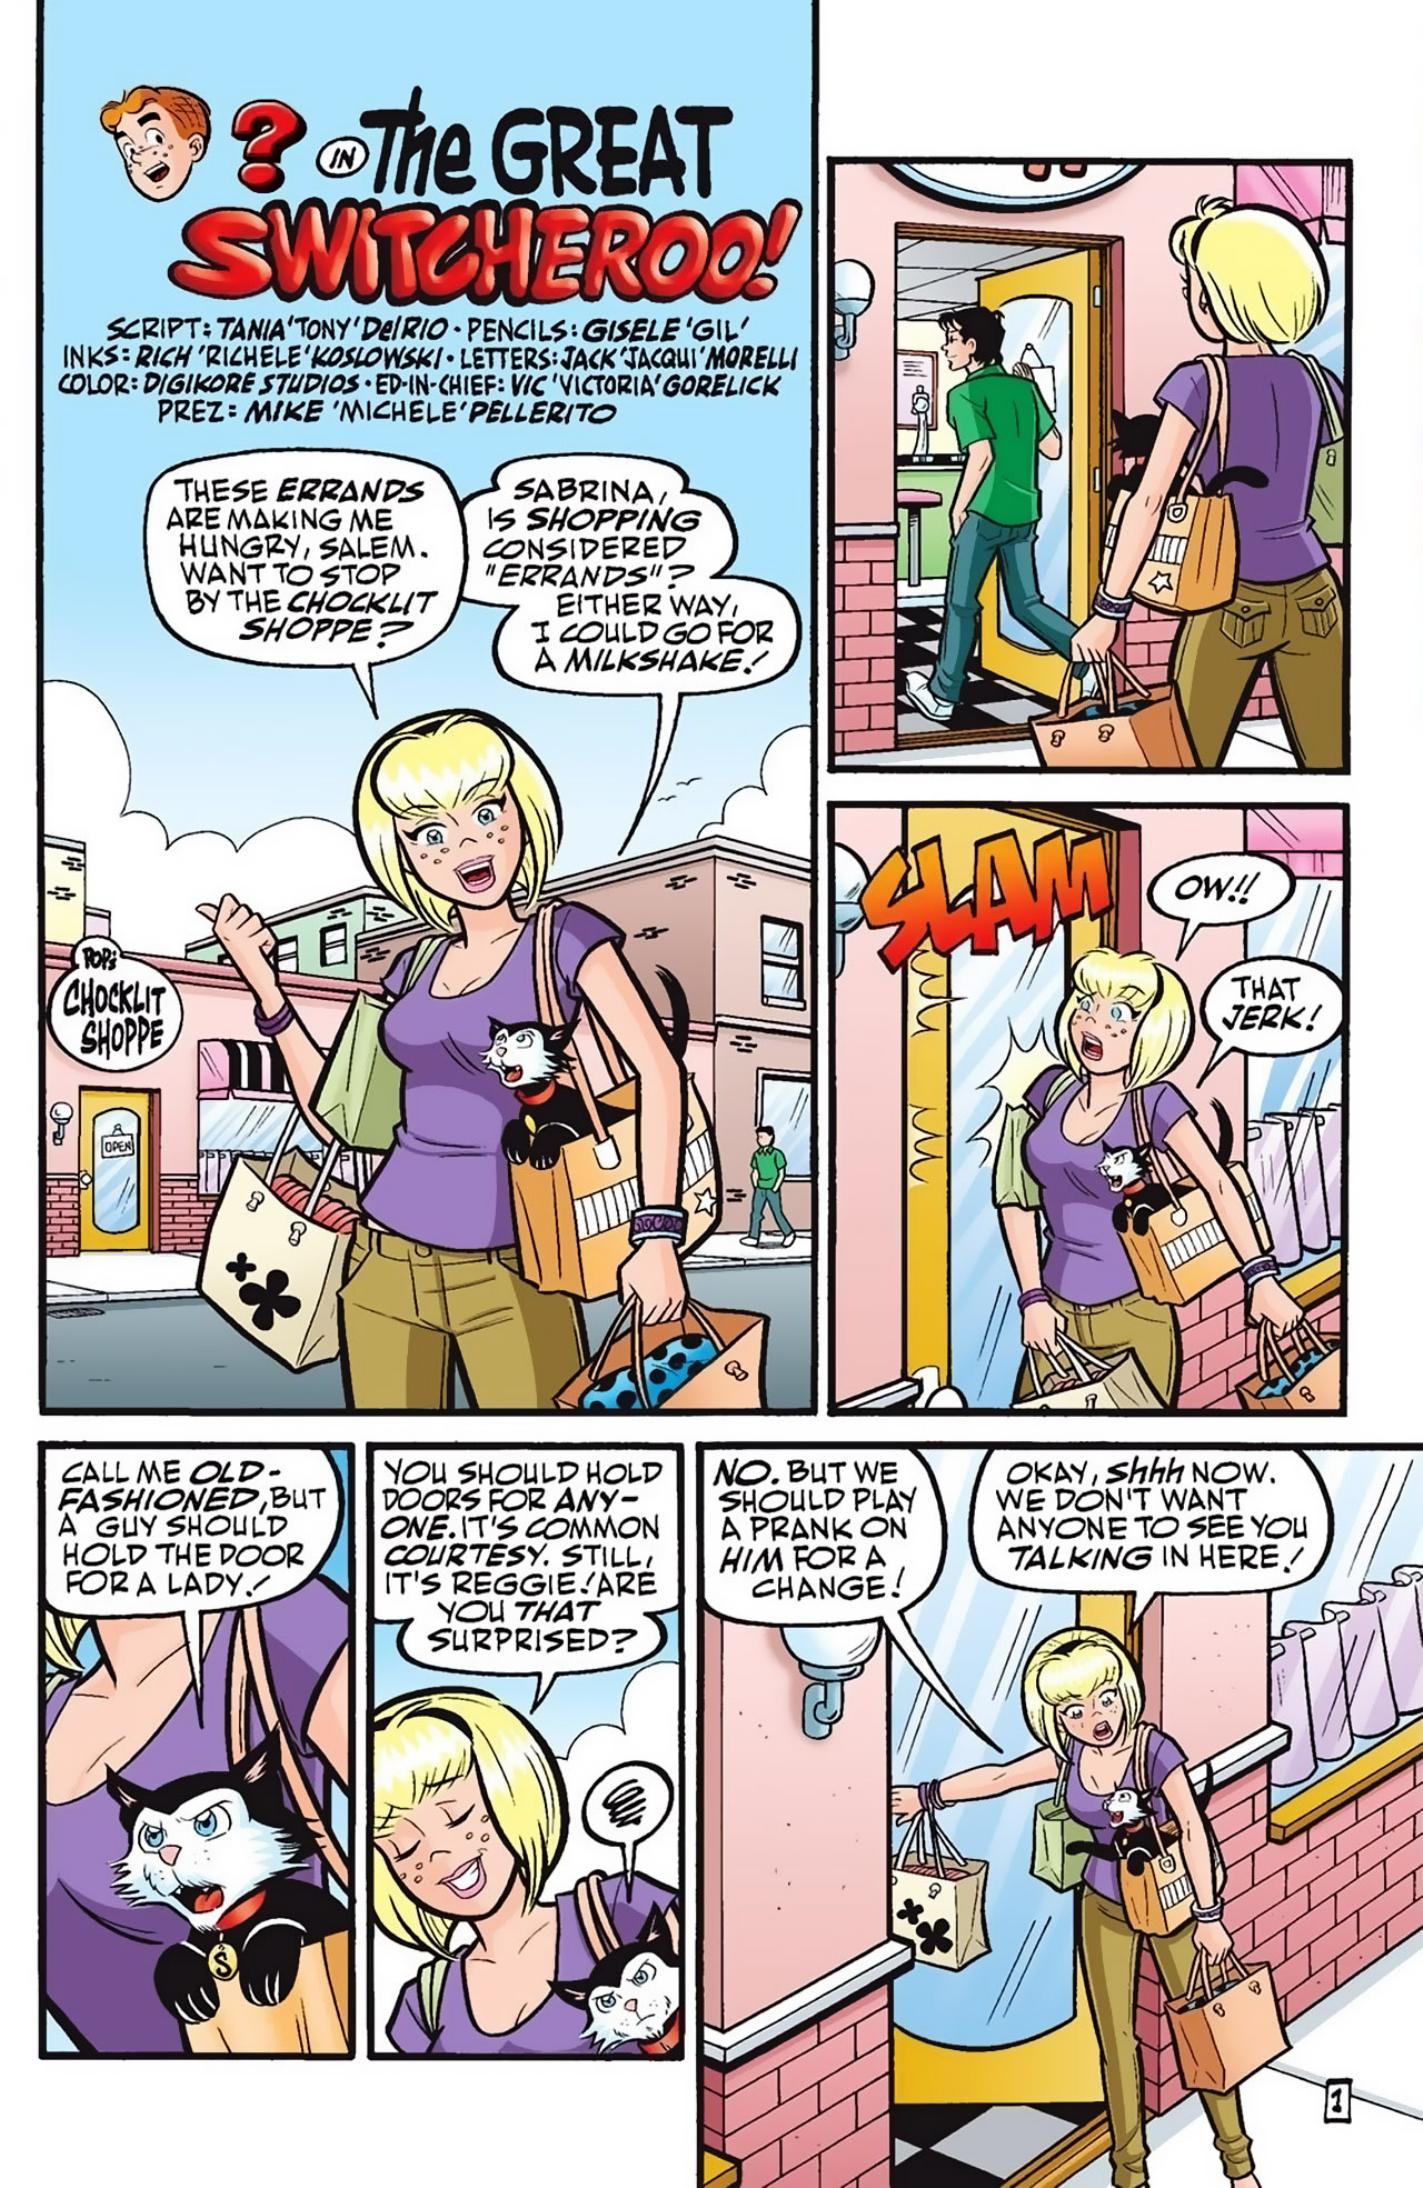 ? IN The GREAT
SWITCHEROO!
SCRIPT: TANIA 'TONY' DelRIO • PENCILS: GISELE 'GIL'
INKS: RICH 'RICHELE' KOSLOWSKI • LETTERS: JACK 'JACQUI' MORELLI
COLOR: DIGIKORE STUDIOS • ED-IN-CHIEF: VIC 'VICTORIA' GORELICK
PREZ: MIKE 'MICHELE' PELLERITO
THESE ERRANDS
ARE MAKING ME
HUNGRY, SALEM.
WANT TO STOP
BY THE CHOCKLIT
SHOPPE?
SABRINA,
IS SHOPPING
CONSIDERED
"ERRANDS"?
EITHER WAY,
I COULD GO FOR
A MILKSHAKE!
POP'S
CHOCKLIT
SHOPPE
OPEN
SLAM
OW!!
THAT
JERK!
CALL ME OLD-
FASHIONED, BUT
A GUY SHOULD
HOLD THE DOOR
FOR A LADY!
S
YOU SHOULD HOLD
DOORS FOR ANY-
ONE. IT'S COMMON
COURTESY. STILL,
IT'S REGGIE! ARE
YOU THAT
SURPRISED?
NO. BUT WE
SHOULD PLAY
A PRANK ON
HIM FOR A
CHANGE!
OKAY, Shhh NOW.
WE DON'T WANT
ANYONE TO SEE YOU
TALKING IN HERE!
1